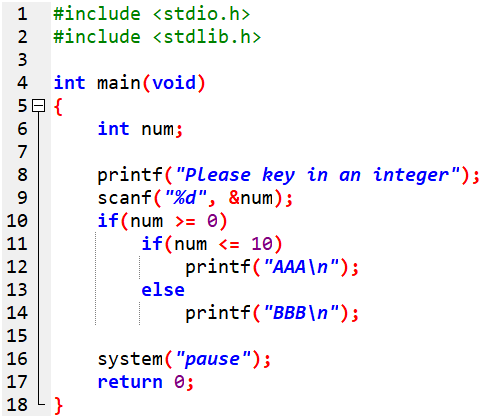 1 #include <stdio.h>
2 #include <stdlib.h>
3
4 int main(void)
5 {
6     int num;
7
8     printf("Please key in an integer");
9     scanf("%d", &num);
10     if(num >= 0)
11         if(num <= 10)
12             printf("AAA\n");
13         else
14             printf("BBB\n");
15
16     system("pause");
17     return 0;
18 }